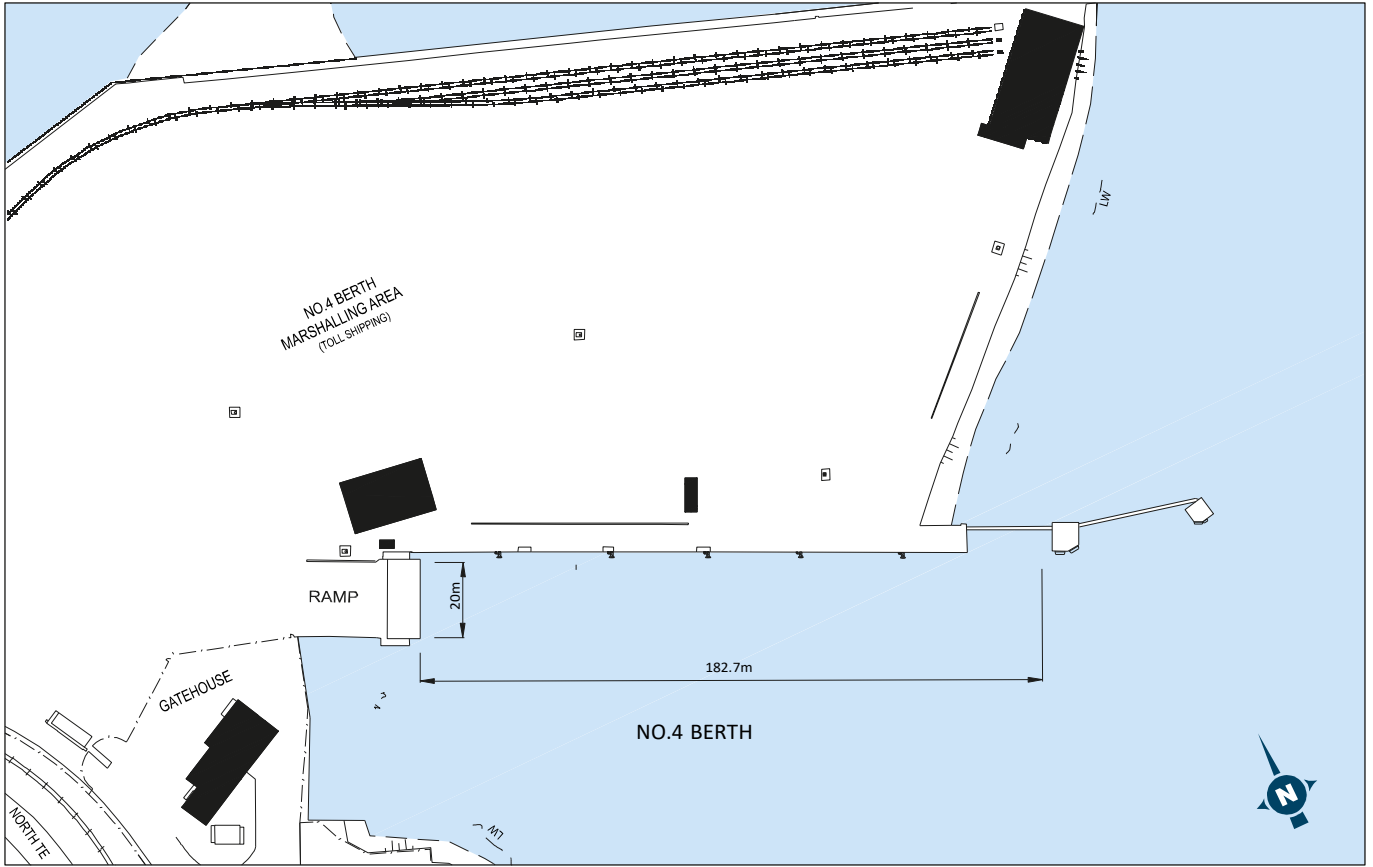 LW
NO.4 BERTH
MARSHALLING AREA
(TOLL SHIPPING)
RAMP
20m
182.7m
GATEHOUSE
NO.4 BERTH
N
NORTH TE
LW